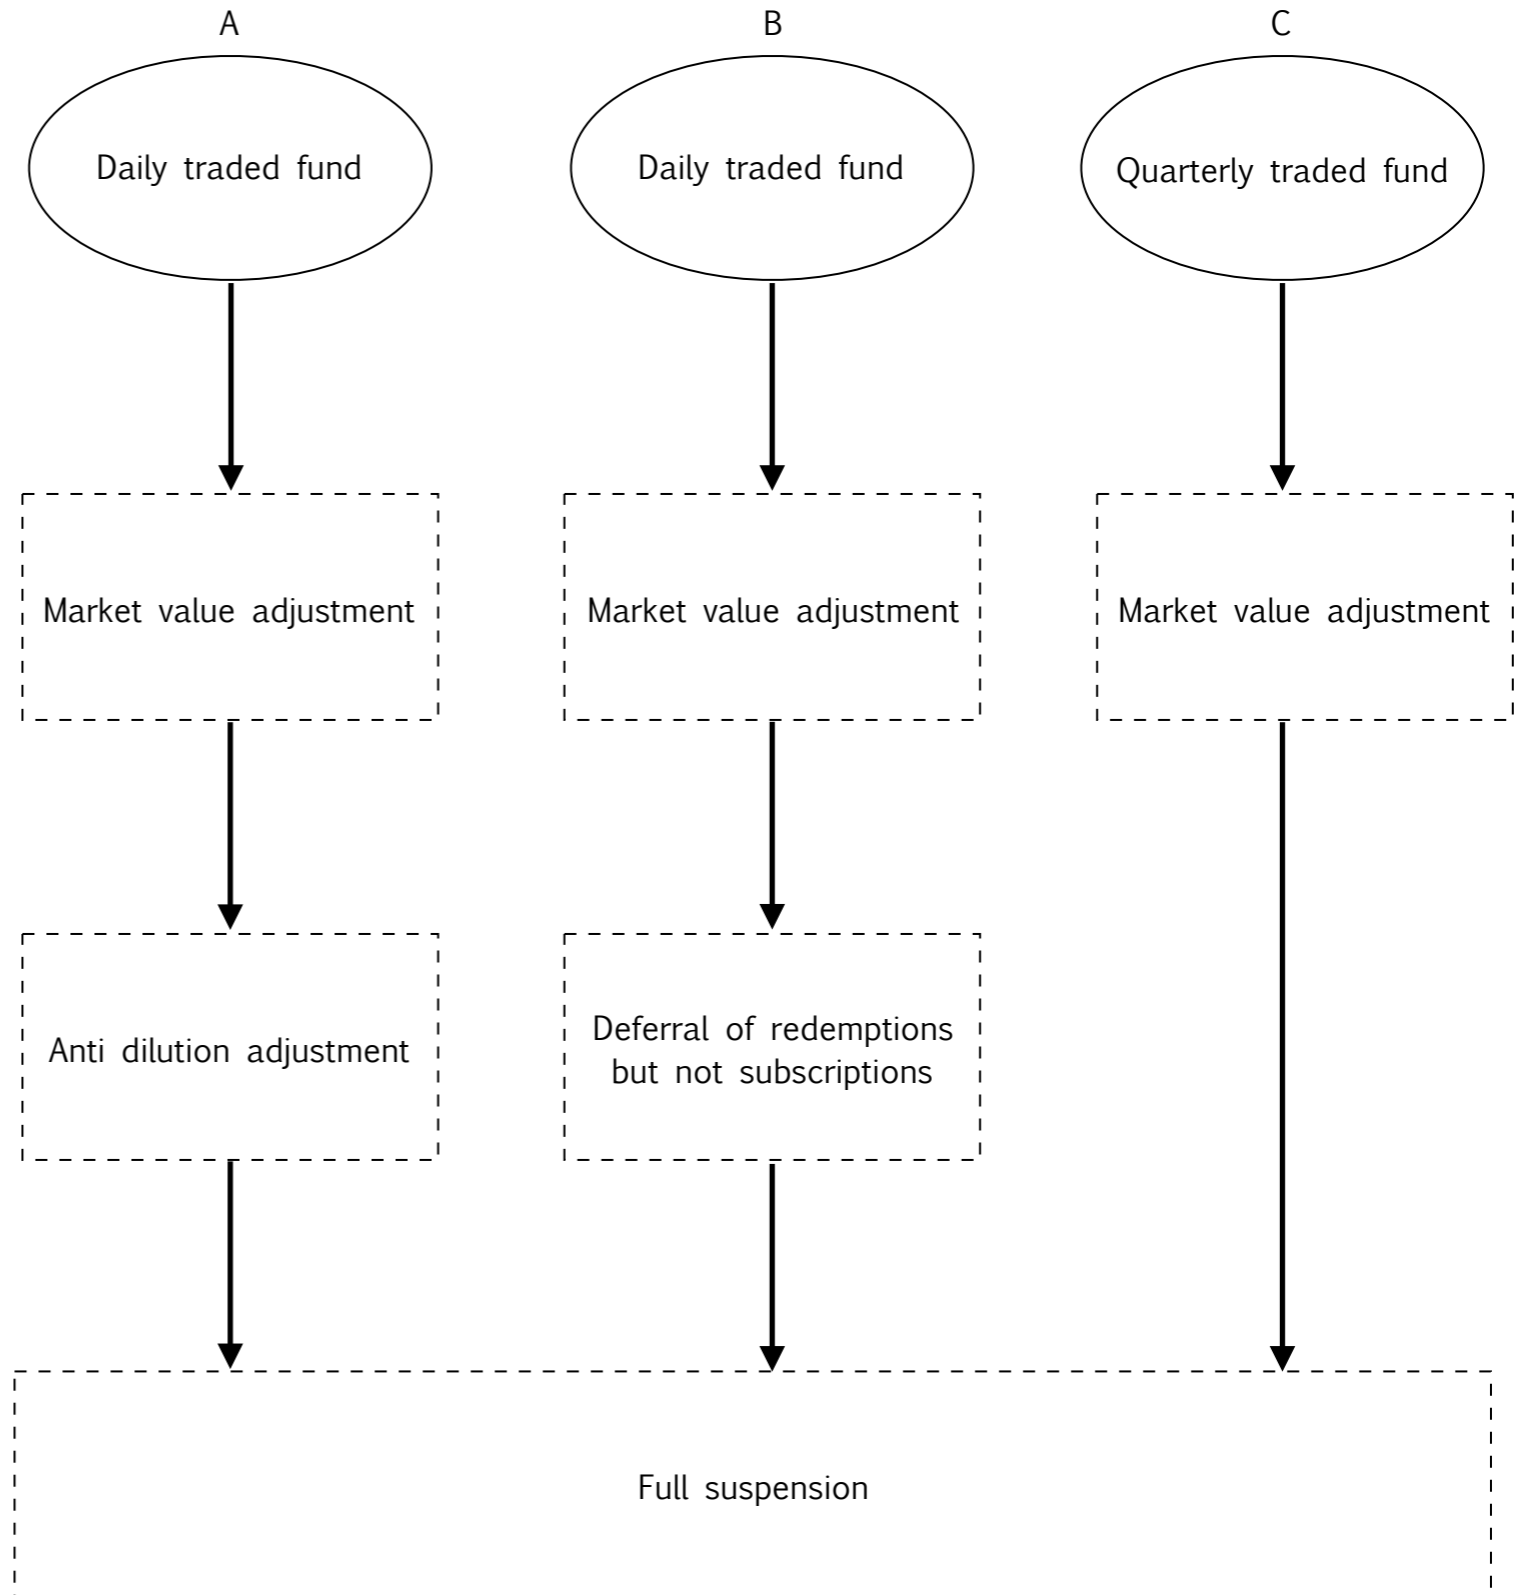 A
B
C
Daily traded fund
Daily traded fund
Quarterly traded fund
Market value adjustment
Market value adjustment
Market value adjustment
Anti dilution adjustment
Deferral of redemptions
but not subscriptions
Full suspension